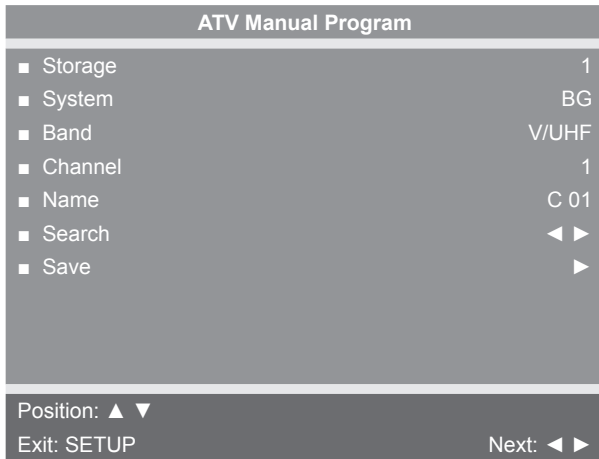 ATV Manual Program
■ Storage 1
■ System BG
■ Band V/UHF
■ Channel 1
■ Name C 01
■ Search ◄ ►
■ Save ►
Position: ▲ ▼
Exit: SETUP Next: ◄ ►